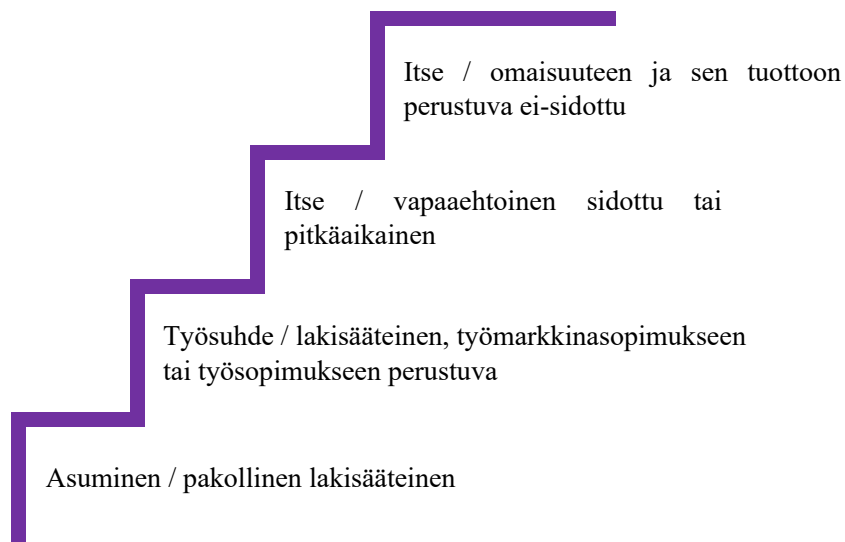 Itse / omaisuuteen ja sen tuottoon
perustuva ei-sidottu
Itse / vapaaehtoinen sidottu tai
pitkäaikainen
Työsuhde / lakisääteinen, työmarkkinasopimukseen
tai työsopimukseen perustuva
Asuminen / pakollinen lakisääteinen